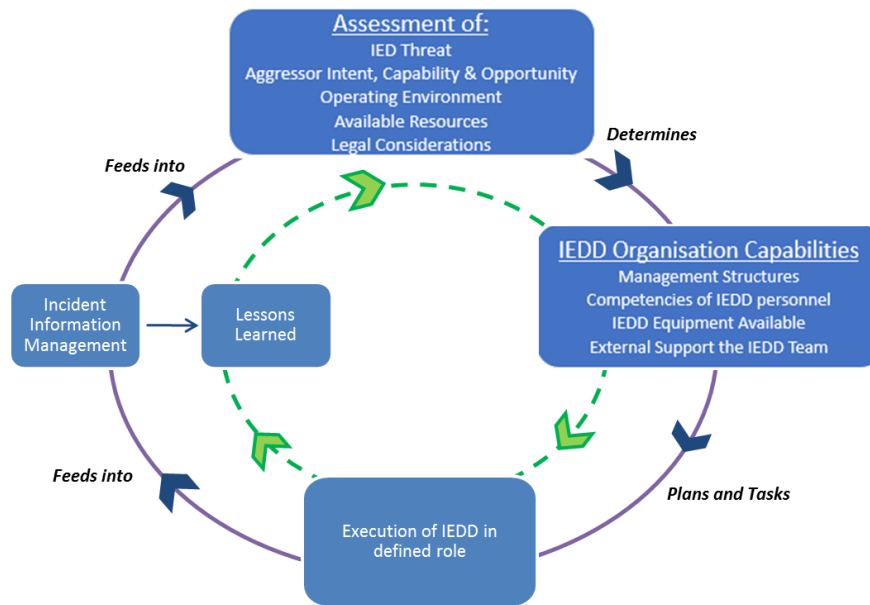 Assessment of:
IED Threat
Aggressor Intent, Capability & Opportunity
Operating Environment
Available Resources
Legal Considerations
Determines
Feeds into
IEDD Organisation Capabilities
Management Structures
Competencies of IEDD personnel
IEDD Equipment Available
External Support the IEDD Team
Incident
Information
Management
Lessons
Learned
Feeds into
Plans and Tasks
Execution of IEDD in
defined role